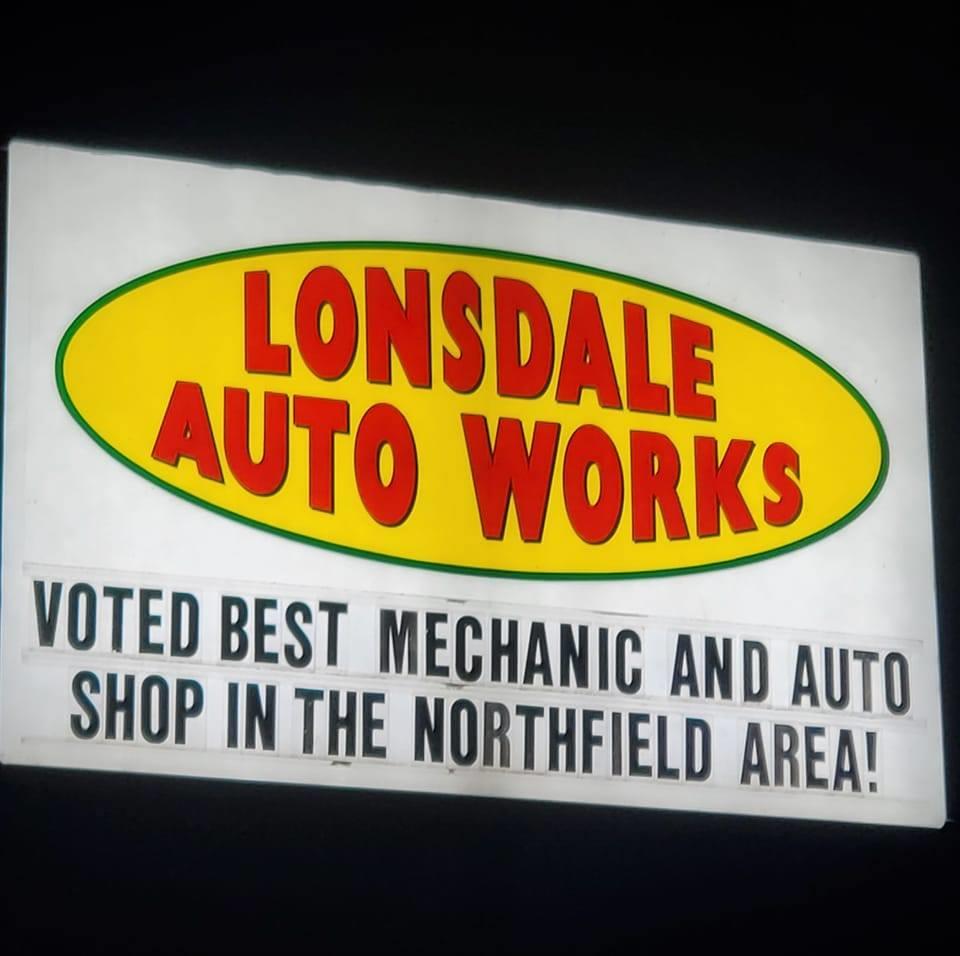 LONSDALE
AUTO WORKS
VOTED BEST MECHANIC AND AUTO
SHOP IN THE NORTHFIELD AREA!